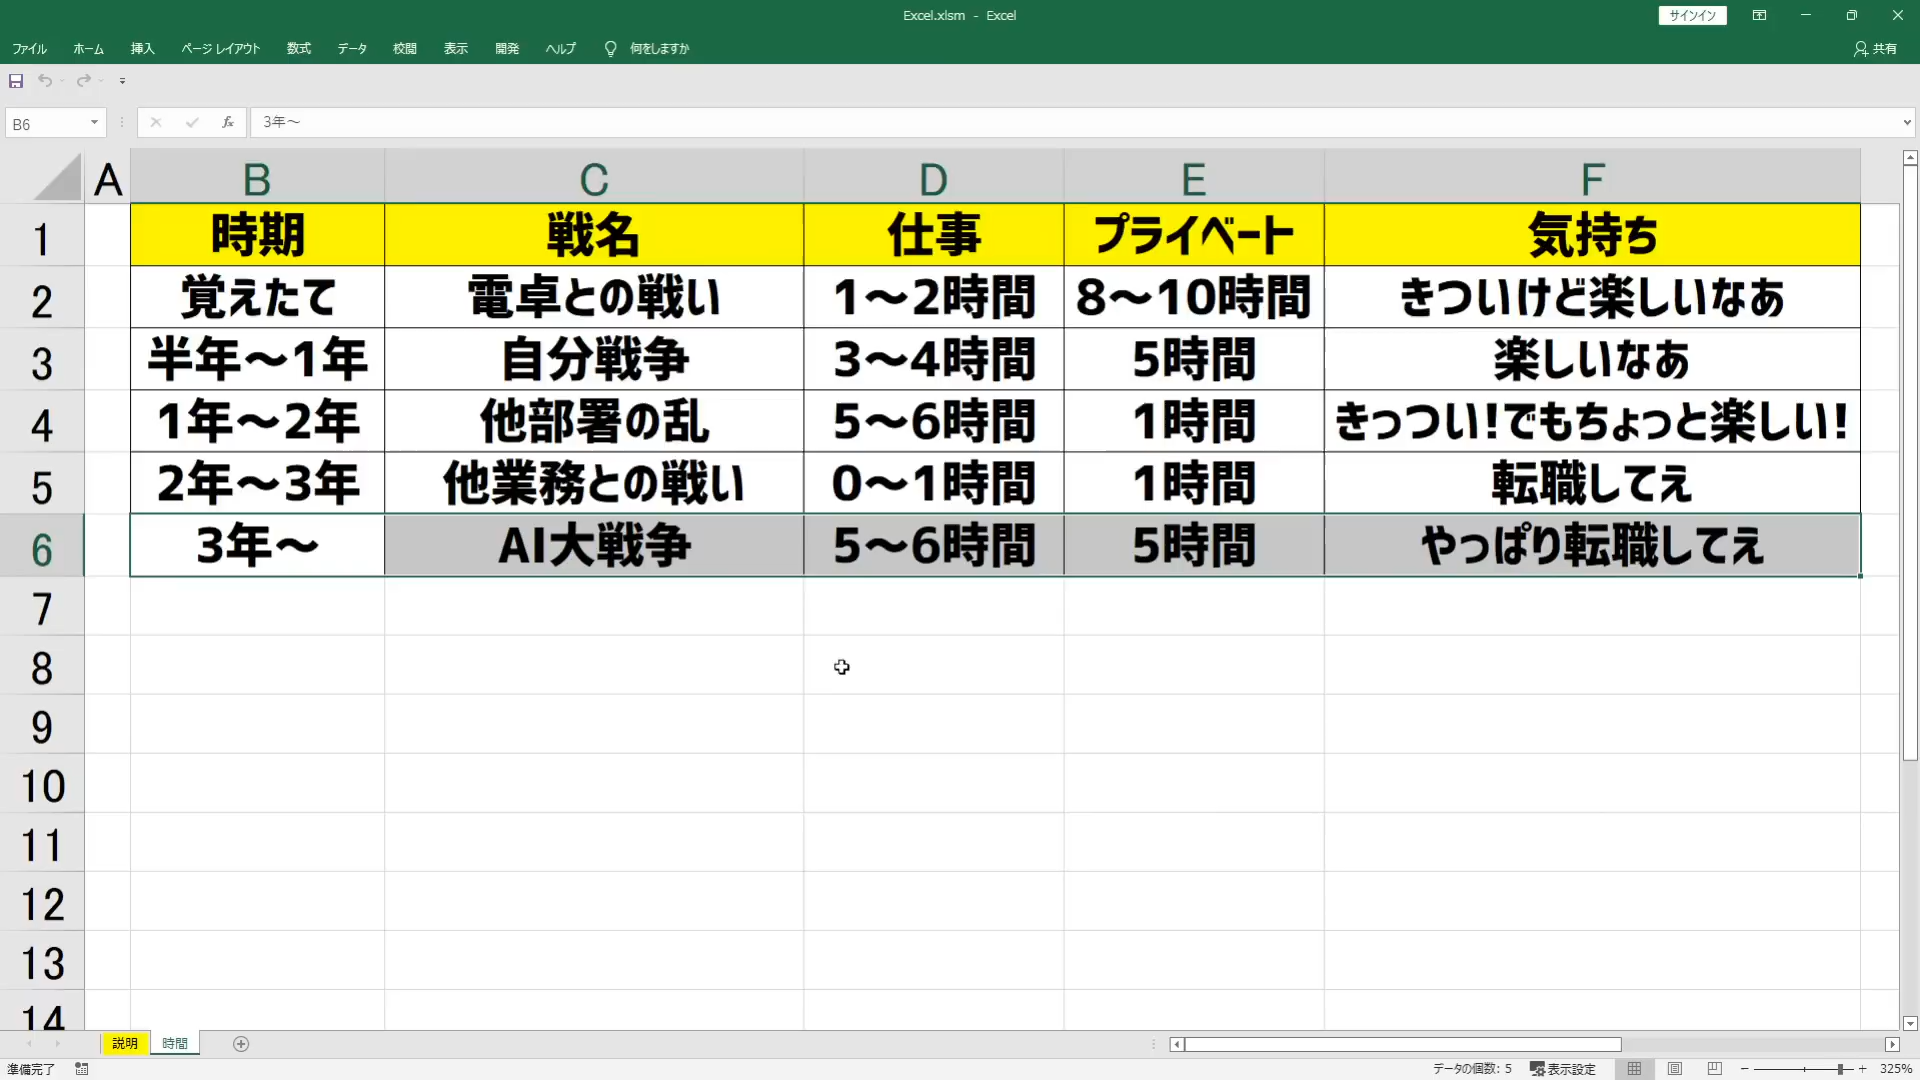 Excel.xlsm - Excel
サインイン
ファイル ホーム 挿入 ページ レイアウト 数式 データ 校閲 表示 開発 ヘルプ 何をしますか 共有
B6 fx 3年～
A B C D E F
1 時期 戦名 仕事 プライベート 気持ち
2 覚えたて 電卓との戦い 1～2時間 8～10時間 きついけど楽しいなあ
3 半年～1年 自分戦争 3～4時間 5時間 楽しいなあ
4 1年～2年 他部署の乱 5～6時間 1時間 きっつい!でもちょっと楽しい!
5 2年～3年 他業務との戦い 0～1時間 1時間 転職してえ
6 3年～ AI大戦争 5～6時間 5時間 やっぱり転職してえ
7
8
9
10
11
12
13
14
説明 時間
準備完了 データの個数: 5 表示設定 325%